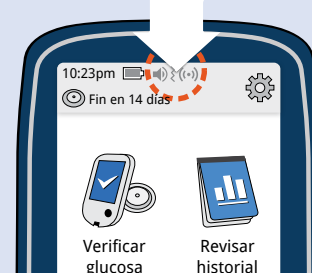 10:23pm
Fin en 14 días
Verificar
glucosa
Revisar
historial